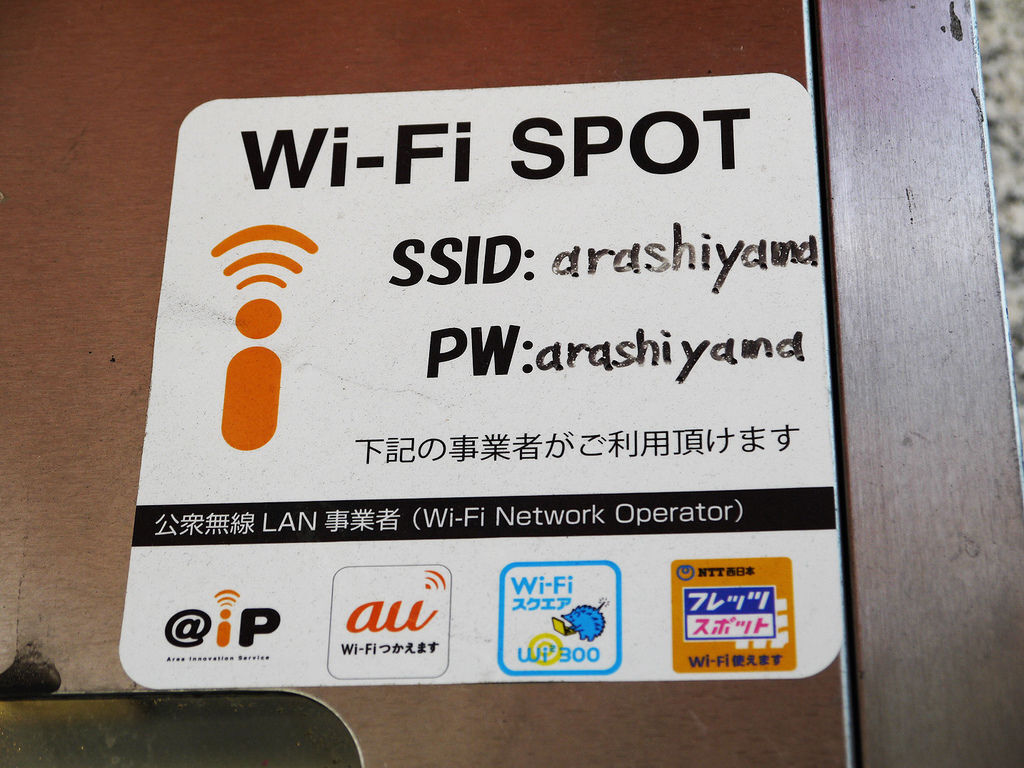 Wi-Fi SPOT
SSID: arashiyama
PW: arashiyama
下記の事業者がご利用頂けます
公衆無線 LAN 事業者 (Wi-Fi Network Operator)
@iP
Area Innovation Service
au
Wi-Fiつかえます
Wi-Fi
スクエア
Wi2 300
NTT西日本
フレッツ
スポット
Wi-Fi使えます